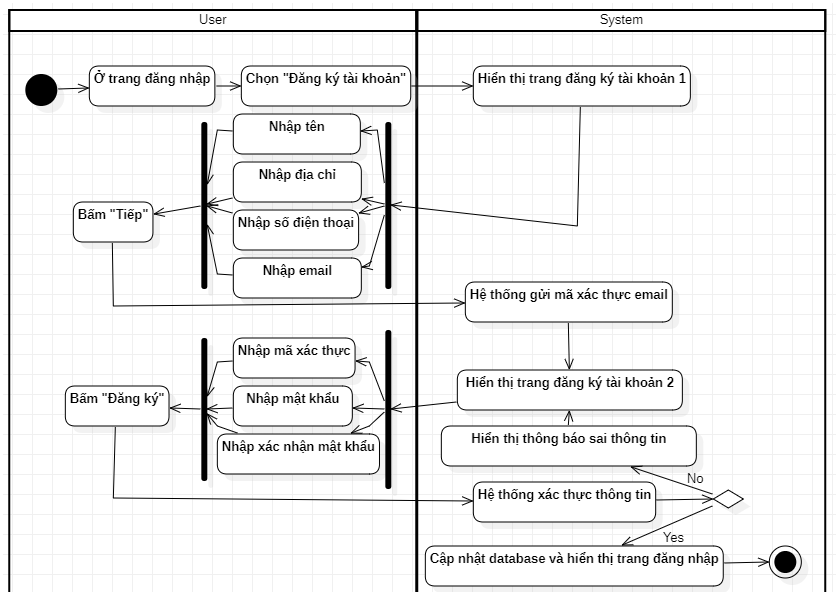 User
System
Ở trang đăng nhập
Chọn "Đăng ký tài khoản"
Hiển thị trang đăng ký tài khoản 1
Nhập tên
Nhập địa chỉ
Nhập số điện thoại
Nhập email
Bấm "Tiếp"
Hệ thống gửi mã xác thực email
Hiển thị trang đăng ký tài khoản 2
Nhập mã xác thực
Nhập mật khẩu
Nhập xác nhận mật khẩu
Bấm "Đăng ký"
Hiển thị thông báo sai thông tin
No
Hệ thống xác thực thông tin
Yes
Cập nhật database và hiển thị trang đăng nhập